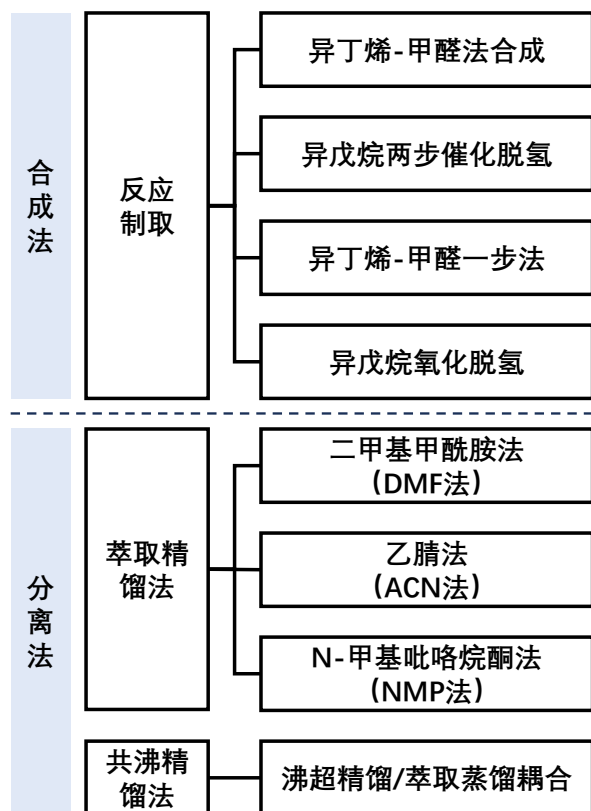 合成法
反应
制取
异丁烯-甲醛法合成
异戊烷两步催化脱氢
异丁烯-甲醛一步法
异戊烷氧化脱氢
分离法
萃取精
馏法
二甲基甲酰胺法
（DMF法）
乙腈法
（ACN法）
N-甲基吡咯烷酮法
（NMP法）
共沸精
馏法
沸超精馏/萃取蒸馏耦合